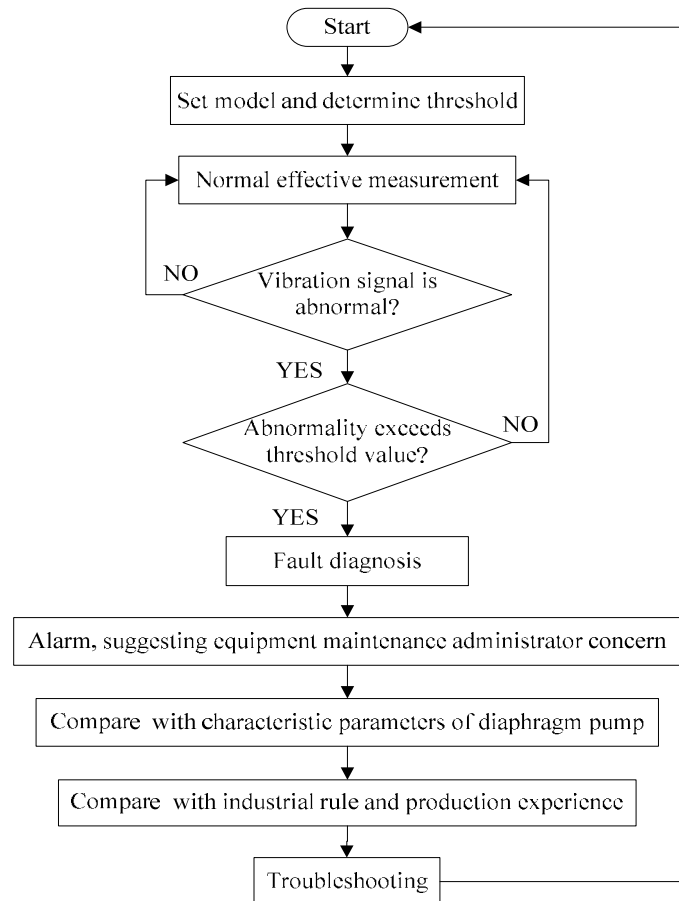 Start
Set model and determine threshold
Normal effective measurement
NO
Vibration signal is
abnormal?
YES
Abnormality exceeds
threshold value?
NO
YES
Fault diagnosis
Alarm, suggesting equipment maintenance administrator concern
Compare with characteristic parameters of diaphragm pump
Compare with industrial rule and production experience
Troubleshooting